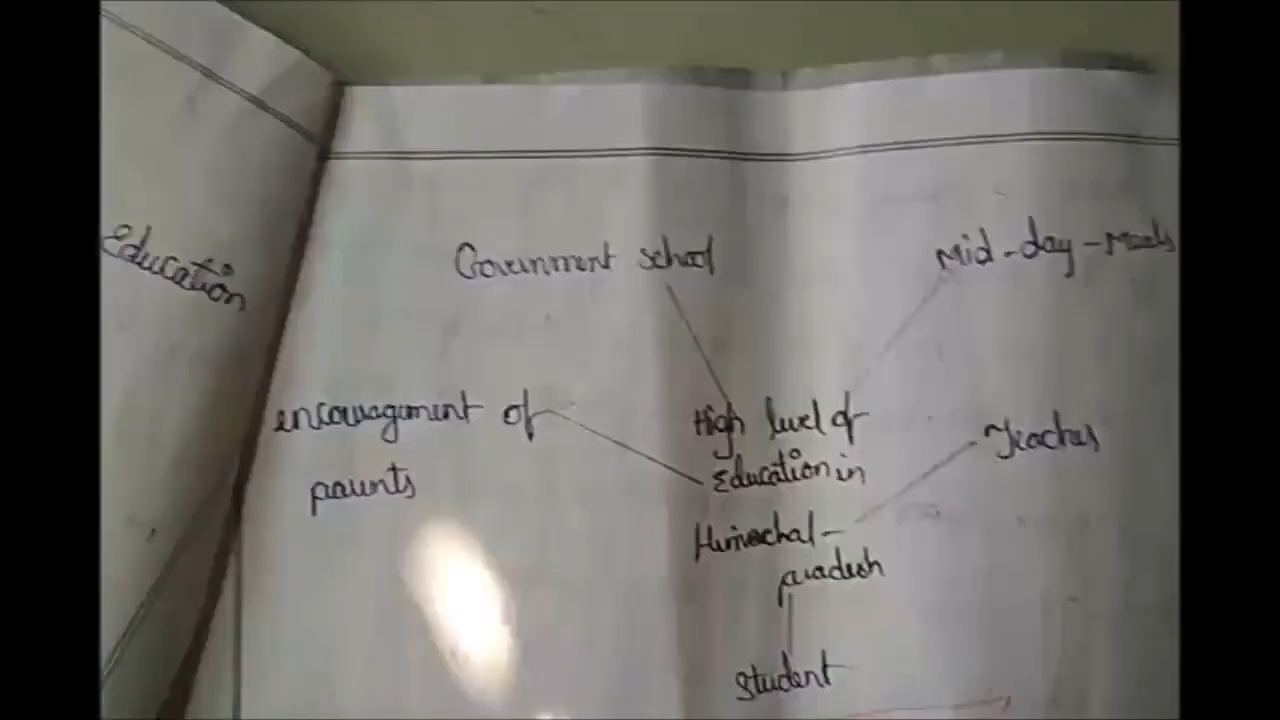 Education
Government school
Mid-day-Meals
encouragement of
parents
High level of
Education in
Himachal-
pradesh
Teacher
Student